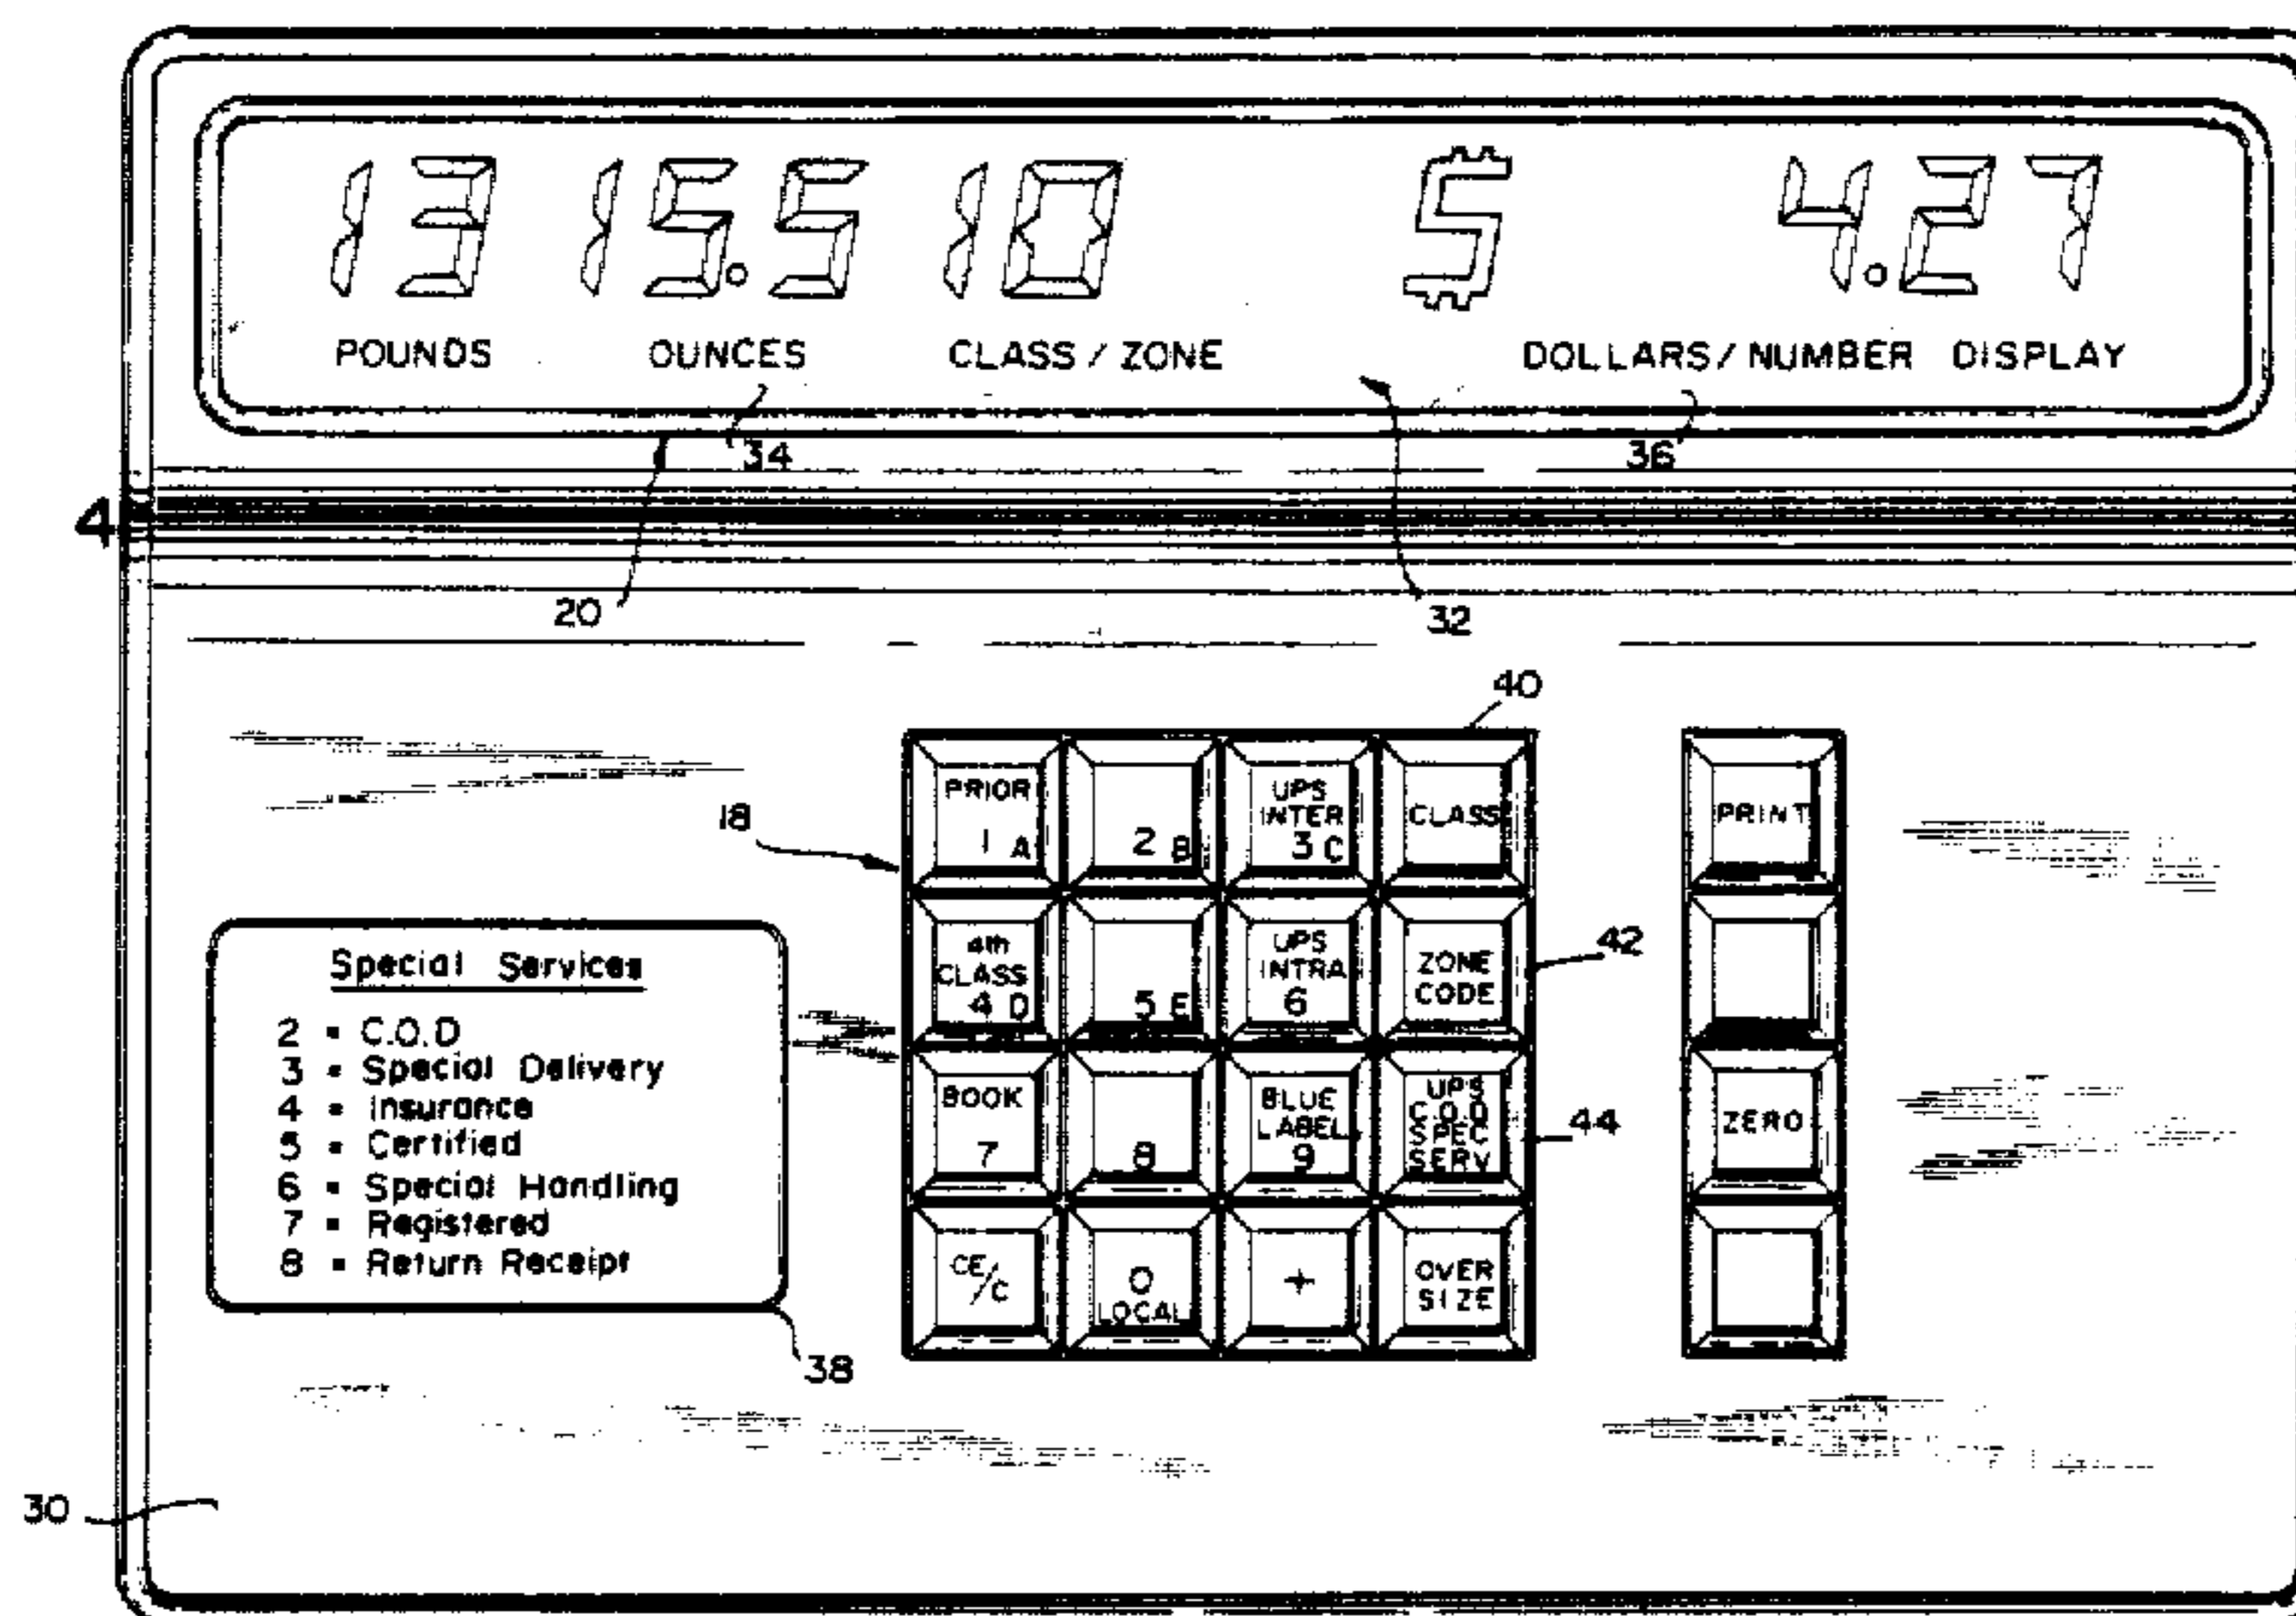 13 15.5 10 $ 4.27
POUNDS OUNCES CLASS / ZONE DOLLARS / NUMBER DISPLAY
34 36
4
20 32
40
18
PRIOR
1 A
2 B
UPS
INTER
3 C
CLASS
PRINT
4th
CLASS
4 D
5 E
UPS
INTRA
6
ZONE
CODE
42
BOOK
7
8
BLUE
LABEL
9
UPS
C.O.D
SPEC
SERV
44
ZERO
CE/C
0
LOCAL
+
OVER
SIZE
Special Services
2 = C.O.D
3 = Special Delivery
4 = Insurance
5 = Certified
6 = Special Handling
7 = Registered
8 = Return Receipt
38
30